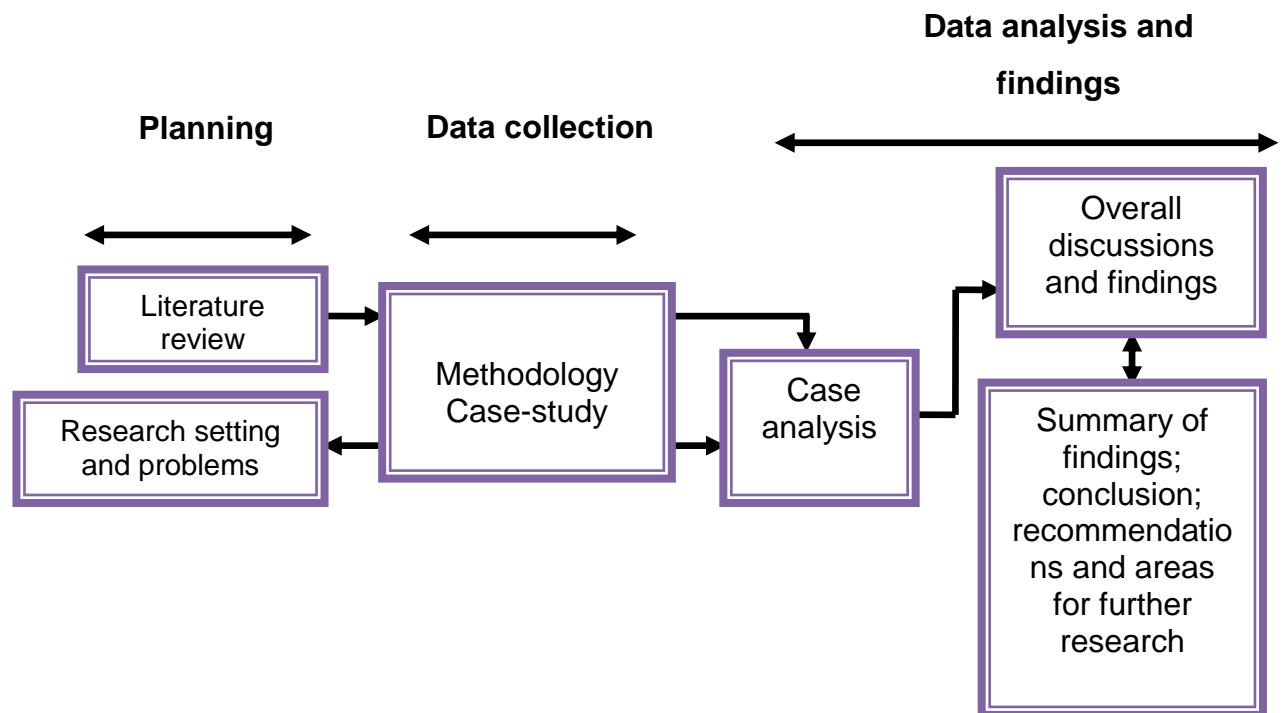 Data analysis and
findings
Planning
Data collection
Literature
review
Research setting
and problems
Methodology
Case-study
Case
analysis
Overall
discussions
and findings
Summary of
findings;
conclusion;
recommendatio
ns and areas
for further
research